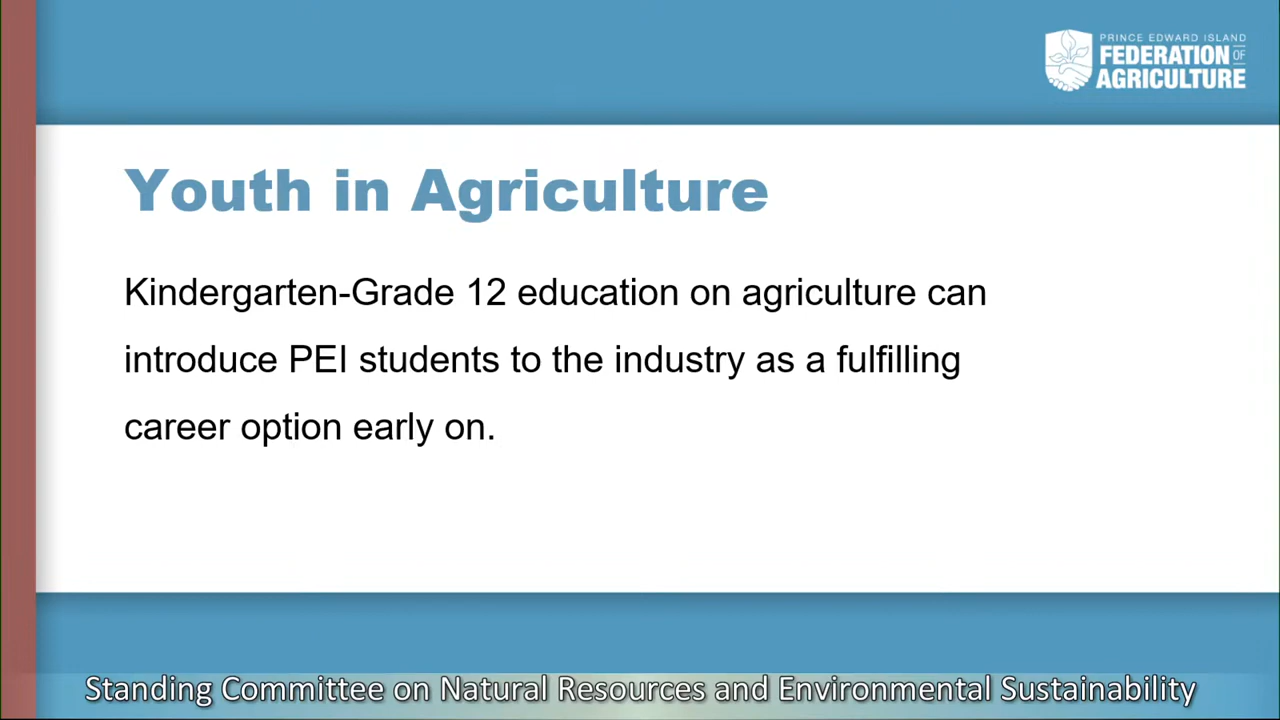 PRINCE EDWARD ISLAND
FEDERATION OF
AGRICULTURE
Youth in Agriculture
Kindergarten-Grade 12 education on agriculture can
introduce PEI students to the industry as a fulfilling
career option early on.
Standing Committee on Natural Resources and Environmental Sustainability